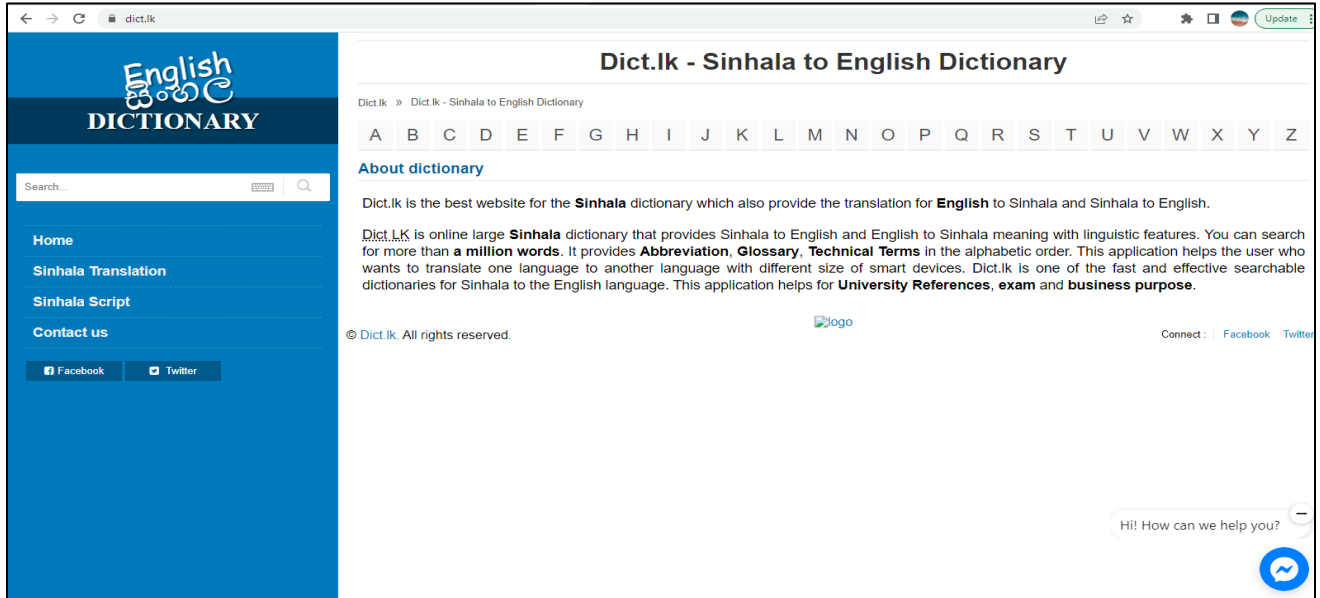 dict.lk
Update
English
සිංහල
DICTIONARY
Search...
Home
Sinhala Translation
Sinhala Script
Contact us
Facebook Twitter
Dict.lk - Sinhala to English Dictionary
Dict.lk » Dict.lk - Sinhala to English Dictionary
A B C D E F G H I J K L M N O P Q R S T U V W X Y Z
About dictionary
Dict.lk is the best website for the Sinhala dictionary which also provide the translation for English to Sinhala and Sinhala to English.
Dict LK is online large Sinhala dictionary that provides Sinhala to English and English to Sinhala meaning with linguistic features. You can search
for more than a million words. It provides Abbreviation, Glossary, Technical Terms in the alphabetic order. This application helps the user who
wants to translate one language to another language with different size of smart devices. Dict.lk is one of the fast and effective searchable
dictionaries for Sinhala to the English language. This application helps for University References, exam and business purpose.
logo
© Dict.lk. All rights reserved.
Connect : Facebook Twitter
Hi! How can we help you?